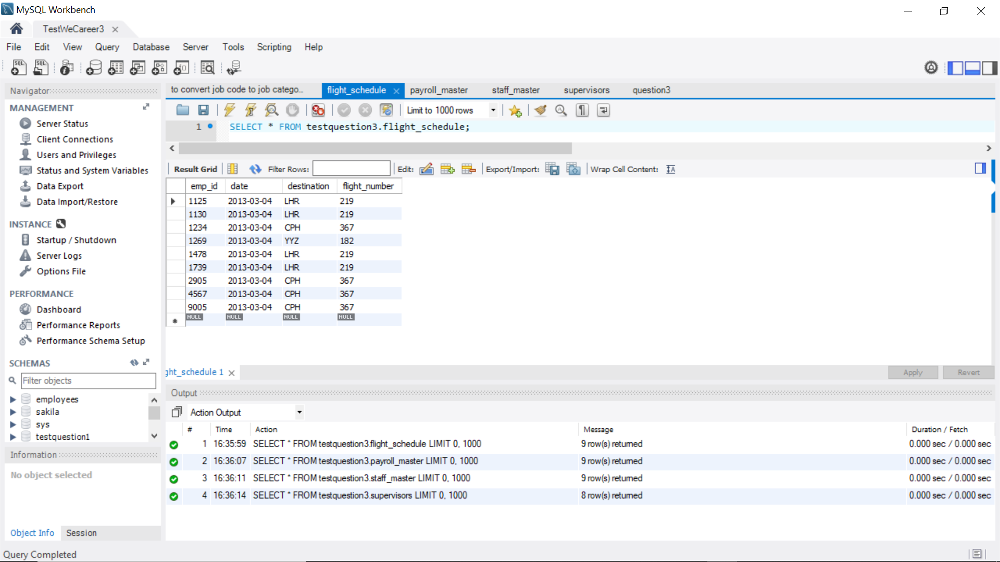 MySQL Workbench
TestWeCareer3
File Edit View Query Database Server Tools Scripting Help
SQL SQL
Navigator
MANAGEMENT
Server Status
Client Connections
Users and Privileges
Status and System Variables
Data Export
Data Import/Restore
INSTANCE
Startup / Shutdown
Server Logs
Options File
PERFORMANCE
Dashboard
Performance Reports
Performance Schema Setup
SCHEMAS
Filter objects
employees
sakila
sys
testquestion1
Information
No object selected
Object Info Session
to convert job code to job catego... flight_schedule payroll_master staff_master supervisors question3
Limit to 1000 rows
1 SELECT * FROM testquestion3.flight_schedule;
Result Grid Filter Rows: Edit: Export/Import: Wrap Cell Content: IA
emp_id date destination flight_number
1125 2013-03-04 LHR 219
1130 2013-03-04 LHR 219
1234 2013-03-04 CPH 367
1269 2013-03-04 YYZ 182
1478 2013-03-04 LHR 219
1739 2013-03-04 LHR 219
2905 2013-03-04 CPH 367
4567 2013-03-04 CPH 367
9005 2013-03-04 CPH 367
NULL NULL NULL NULL
ght_schedule 1
Apply Revert
Output
Action Output
# Time Action Message Duration / Fetch
1 16:35:59 SELECT * FROM testquestion3.flight_schedule LIMIT 0, 1000 9 row(s) returned 0.000 sec / 0.000 sec
2 16:36:07 SELECT * FROM testquestion3.payroll_master LIMIT 0, 1000 9 row(s) returned 0.000 sec / 0.000 sec
3 16:36:11 SELECT * FROM testquestion3.staff_master LIMIT 0, 1000 9 row(s) returned 0.000 sec / 0.000 sec
4 16:36:14 SELECT * FROM testquestion3.supervisors LIMIT 0, 1000 8 row(s) returned 0.000 sec / 0.000 sec
Query Completed